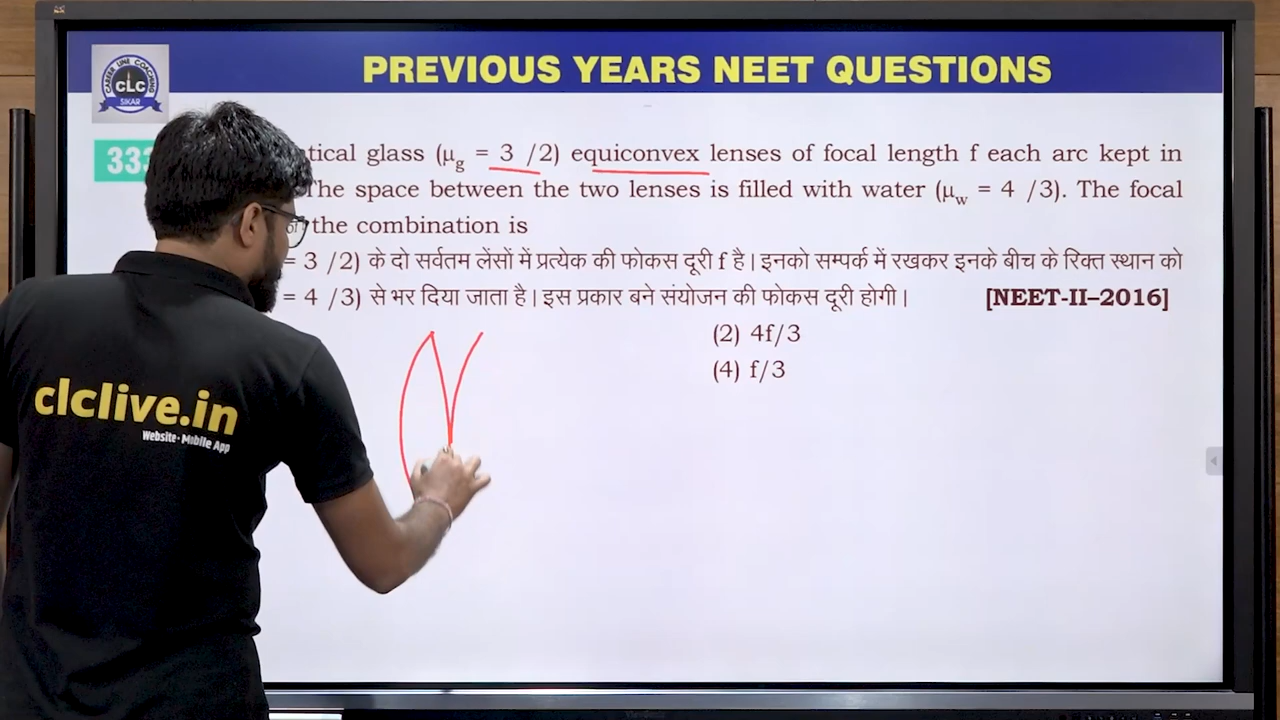 PREVIOUS YEARS NEET QUESTIONS
CLC
SIKAR
333
tical glass (μg = 3 /2) equiconvex lenses of focal length f each arc kept in
The space between the two lenses is filled with water (μw = 4 /3). The focal
the combination is
= 3 /2) के दो सर्वतम लेंसों में प्रत्येक की फोकस दूरी f है। इनको सम्पर्क में रखकर इनके बीच के रिक्त स्थान को
= 4 /3) से भर दिया जाता है। इस प्रकार बने संयोजन की फोकस दूरी होगी। [NEET-II–2016]
(2) 4f/3
(4) f/3
clclive.in
Website • Mobile App